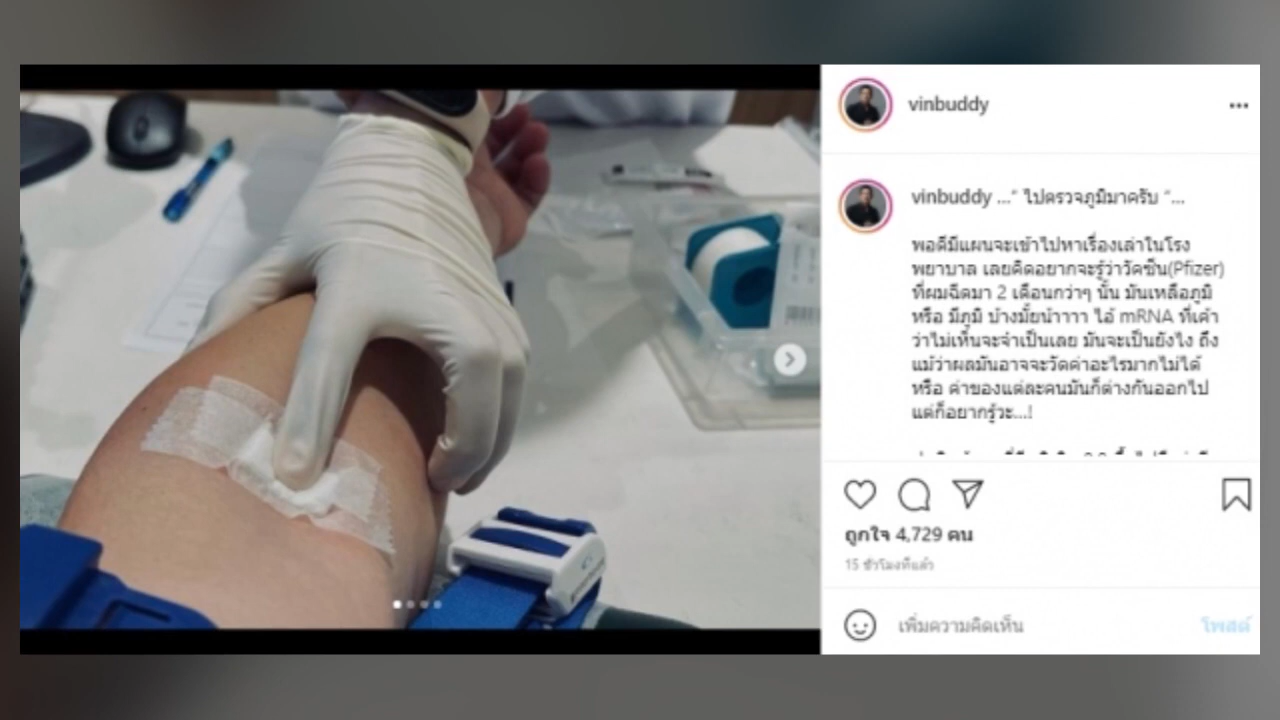 vinbuddy
vinbuddy ...“ ไปตรวจภูมิมาครับ “...
พอดีมีแผนจะเข้าไปหาเรื่องเล่าในโรง
พยาบาล เลยคิดอยากจะรู้ว่าวัคซีน(Pfizer)
ที่ผมฉีดมา 2 เดือนกว่าๆ นั้น มันเหลือภูมิ
หรือ มีภูมิ บ้างมั้ยน้าาาา ไอ้ mRNA ที่เค้า
ว่าไม่เห็นจะจำเป็นเลย มันจะเป็นยังไง ถึง
แม้ว่าผลมันอาจจะวัดค่าอะไรมากไม่ได้
หรือ ค่าของแต่ละคนมันก็ต่างกันออกไป
แต่ก็อยากรู้วะ...!
ถูกใจ 4,729 คน
15 ชั่วโมงที่แล้ว
เพิ่มความคิดเห็น
โพสต์